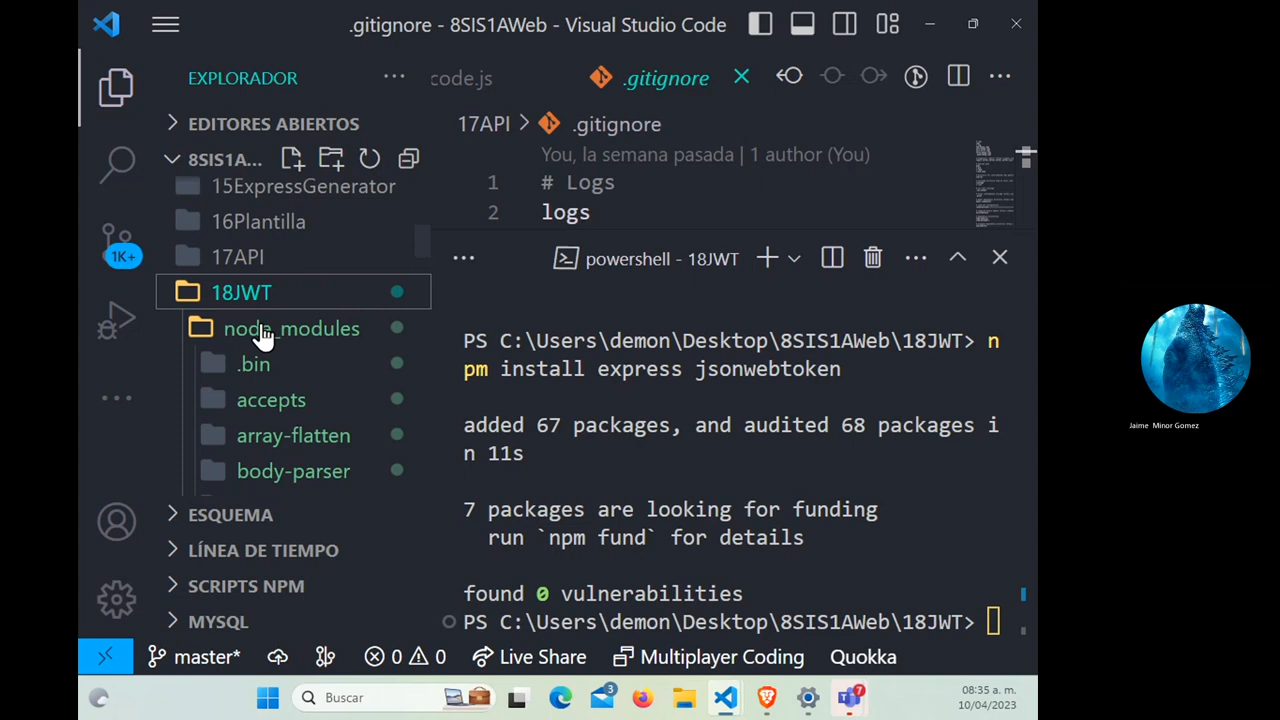 .gitignore - 8SIS1AWeb - Visual Studio Code
EXPLORADOR
EDITORES ABIERTOS
8SIS1A...
15ExpressGenerator
16Plantilla
17API
18JWT
node_modules
.bin
accepts
array-flatten
body-parser
ESQUEMA
LÍNEA DE TIEMPO
SCRIPTS NPM
MYSQL
1K+
code.js
.gitignore
17API > .gitignore
You, la semana pasada | 1 author (You)
1 # Logs
2 logs
powershell - 18JWT
PS C:\Users\demon\Desktop\8SIS1AWeb\18JWT> n
pm install express jsonwebtoken
added 67 packages, and audited 68 packages i
n 11s
7 packages are looking for funding
run `npm fund` for details
found 0 vulnerabilities
PS C:\Users\demon\Desktop\8SIS1AWeb\18JWT>
master* 0 0 Live Share Multiplayer Coding Quokka
Buscar
3
7
08:35 a. m.
10/04/2023
Jaime Minor Gomez